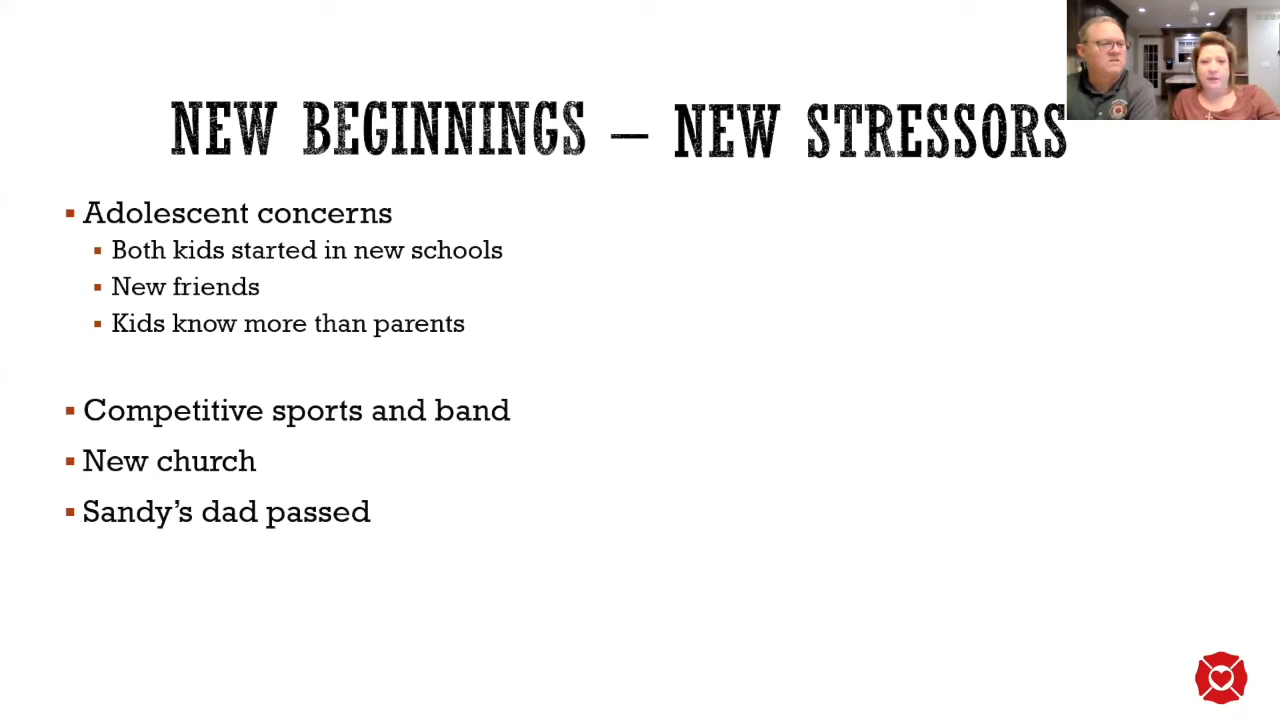 NEW BEGINNINGS – NEW STRESSORS
Adolescent concerns
Both kids started in new schools
New friends
Kids know more than parents
Competitive sports and band
New church
Sandy’s dad passed